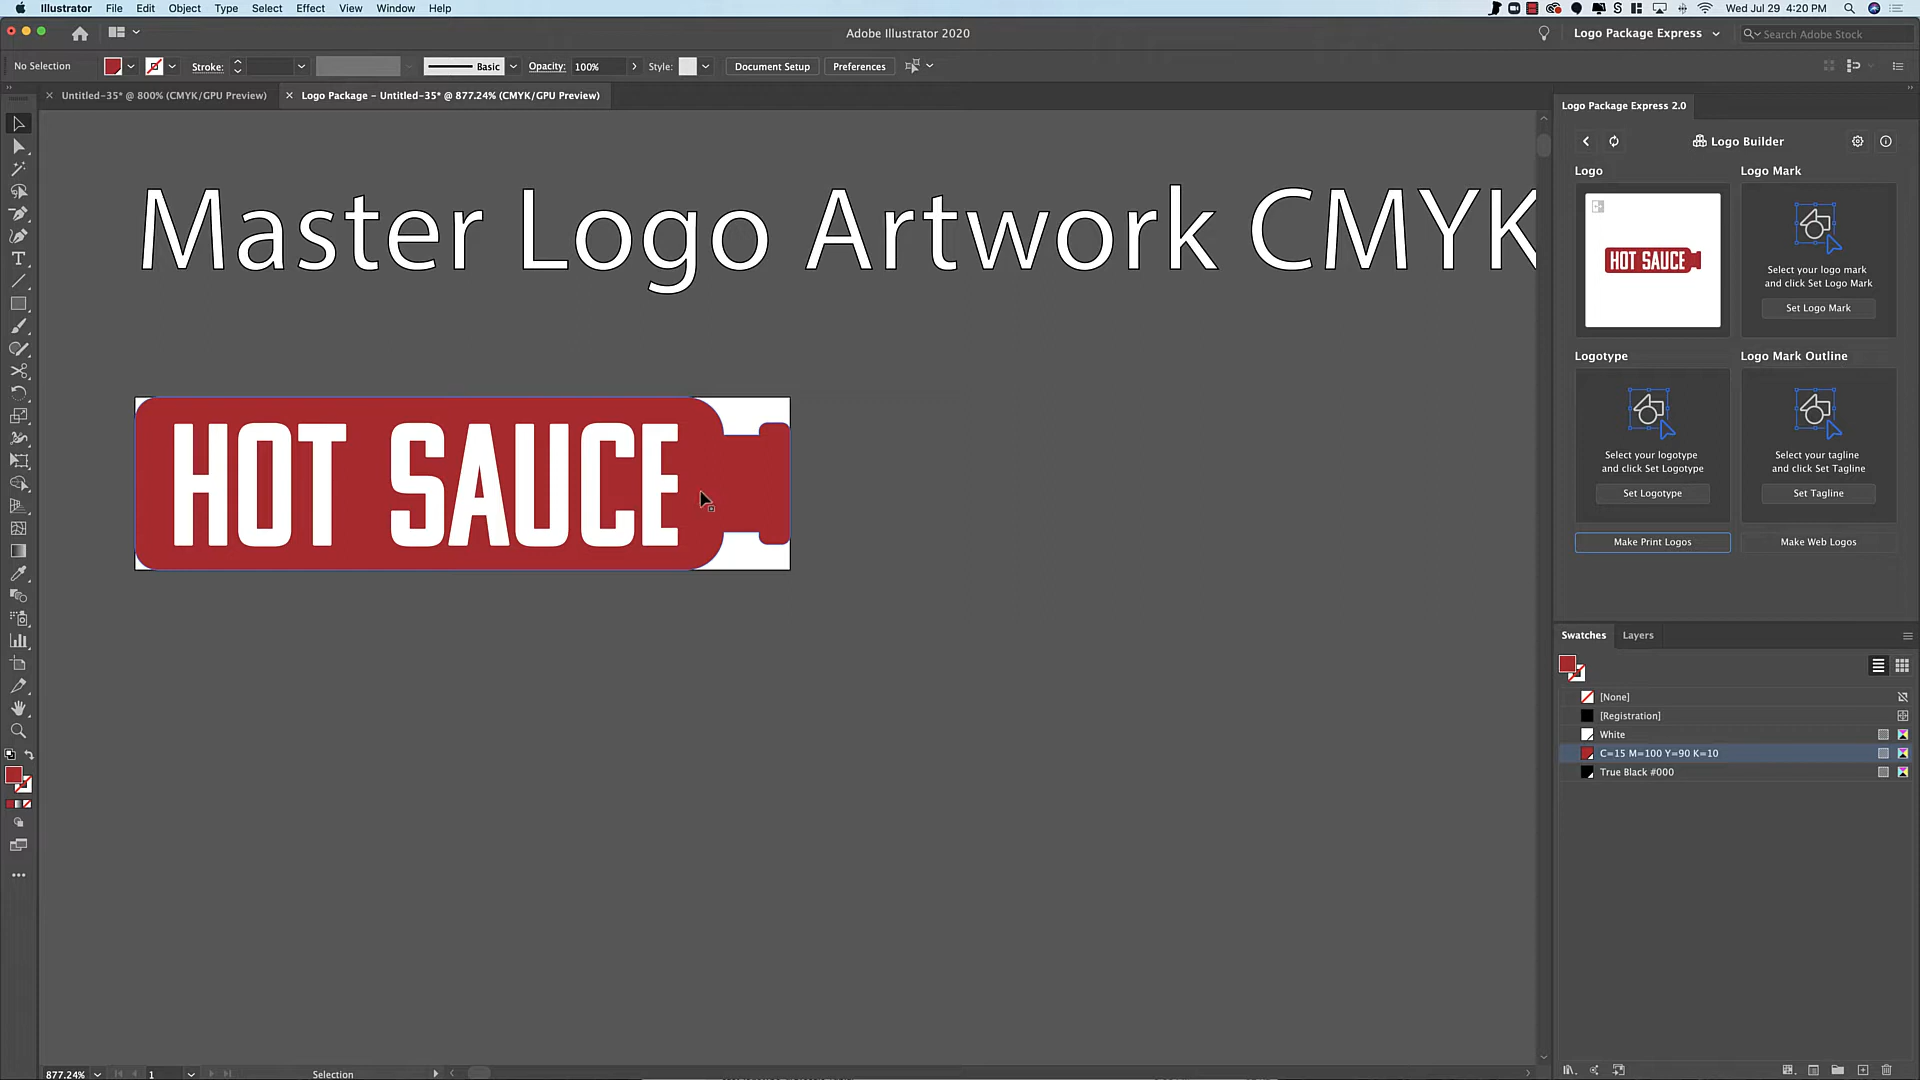 Illustrator File Edit Object Type Select Effect View Window Help
Wed Jul 29 4:20 PM
Adobe Illustrator 2020
Logo Package Express
Search Adobe Stock
No Selection
Stroke:
Basic
Opacity: 100%
Style:
Document Setup
Preferences
Untitled-35* @ 800% (CMYK/GPU Preview)
Logo Package – Untitled-35* @ 877.24% (CMYK/GPU Preview)
Logo Package Express 2.0
Logo Builder
Logo
Logo Mark
HOT SAUCE
Select your logo mark
and click Set Logo Mark
Set Logo Mark
Logotype
Logo Mark Outline
Select your logotype
and click Set Logotype
Set Logotype
Select your tagline
and click Set Tagline
Set Tagline
Make Print Logos
Make Web Logos
Master Logo Artwork CMYK
HOT SAUCE
Swatches
Layers
[None]
[Registration]
White
C=15 M=100 Y=90 K=10
True Black #000
877.24%
1
Selection